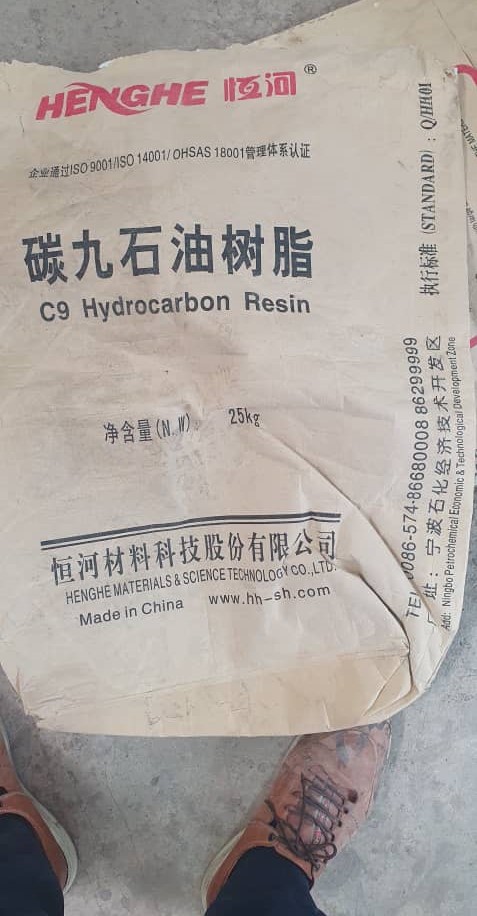 HENGHE 恒河®
企业通过ISO 9001/ISO 14001/ OHSAS 18001管理体系认证
碳九石油树脂
C9 Hydrocarbon Resin
净含量(N.W): 25kg
恒河材料科技股份有限公司
HENGHE MATERIALS & SCIENCE TECHNOLOGY CO.,LTD.
Made in China www.hh-sh.com
执行标准 (STANDARD) : Q/HH01
TEL:0086-574-86680008 86299999
厂址: 宁波石化经济技术开发区
Add: Ningbo Petrochemical Economic & Technological Development Zone